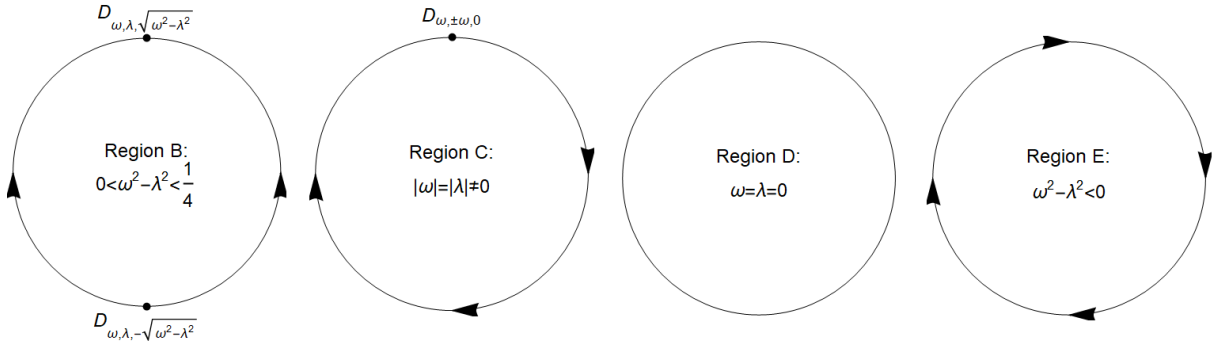 D_{ω,λ,√(ω²−λ²)}
Region B:
0<ω²−λ²<1/4
D_{ω,λ,−√(ω²−λ²)}
D_{ω,±ω,0}
Region C:
|ω|=|λ|≠0
Region D:
ω=λ=0
Region E:
ω²−λ²<0